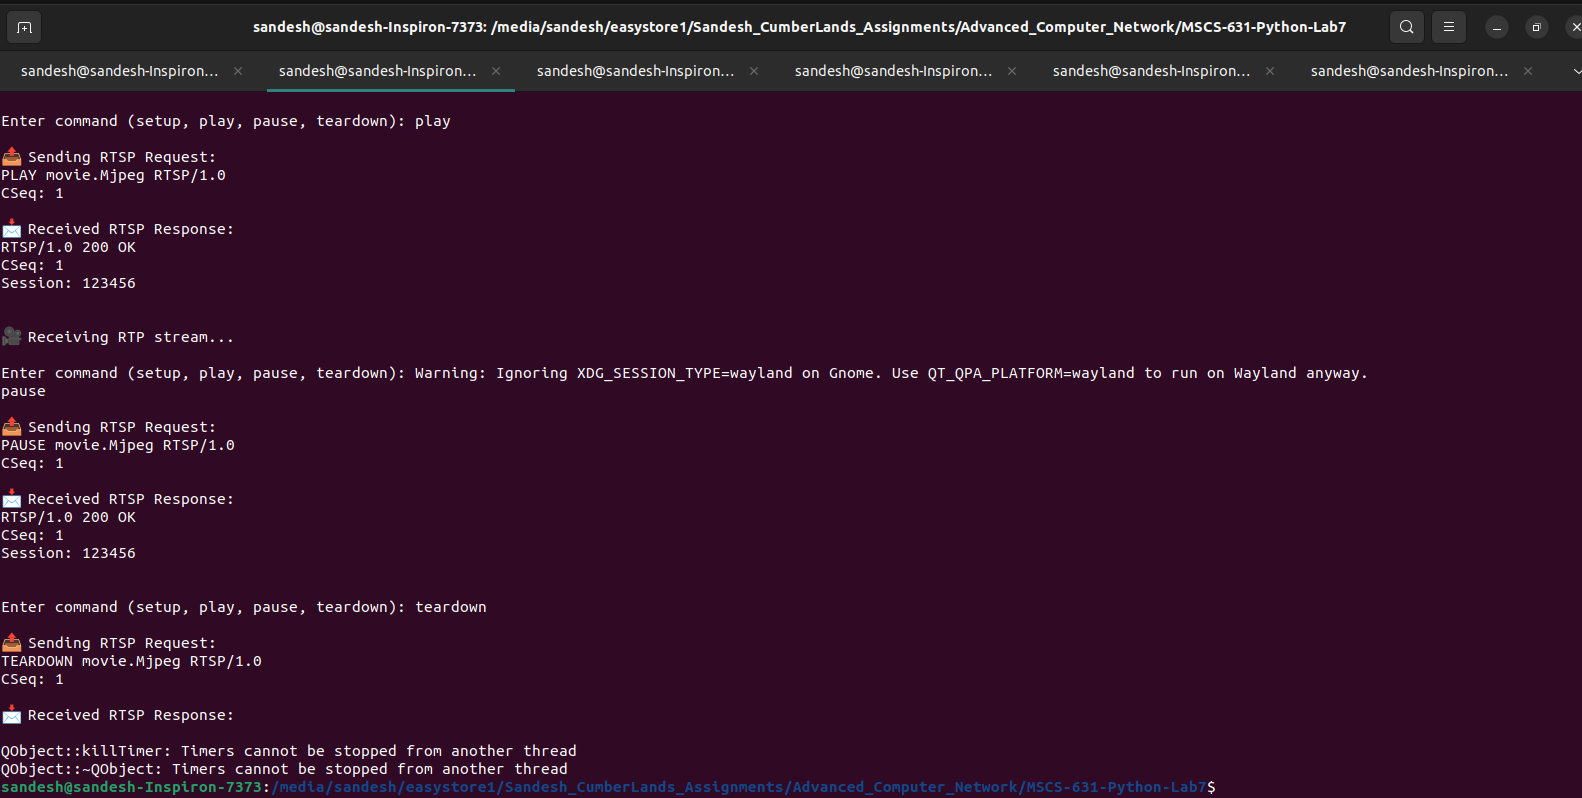 sandesh@sandesh-Inspiron-7373: /media/sandesh/easystore1/Sandesh_CumberLands_Assignments/Advanced_Computer_Network/MSCS-631-Python-Lab7
sandesh@sandesh-Inspiron… sandesh@sandesh-Inspiron… sandesh@sandesh-Inspiron… sandesh@sandesh-Inspiron… sandesh@sandesh-Inspiron… sandesh@sandesh-Inspiron…
Enter command (setup, play, pause, teardown): play
Sending RTSP Request:
PLAY movie.Mjpeg RTSP/1.0
CSeq: 1
Received RTSP Response:
RTSP/1.0 200 OK
CSeq: 1
Session: 123456
Receiving RTP stream...
Enter command (setup, play, pause, teardown): Warning: Ignoring XDG_SESSION_TYPE=wayland on Gnome. Use QT_QPA_PLATFORM=wayland to run on Wayland anyway.
pause
Sending RTSP Request:
PAUSE movie.Mjpeg RTSP/1.0
CSeq: 1
Received RTSP Response:
RTSP/1.0 200 OK
CSeq: 1
Session: 123456
Enter command (setup, play, pause, teardown): teardown
Sending RTSP Request:
TEARDOWN movie.Mjpeg RTSP/1.0
CSeq: 1
Received RTSP Response:
QObject::killTimer: Timers cannot be stopped from another thread
QObject::~QObject: Timers cannot be stopped from another thread
sandesh@sandesh-Inspiron-7373:/media/sandesh/easystore1/Sandesh_CumberLands_Assignments/Advanced_Computer_Network/MSCS-631-Python-Lab7$